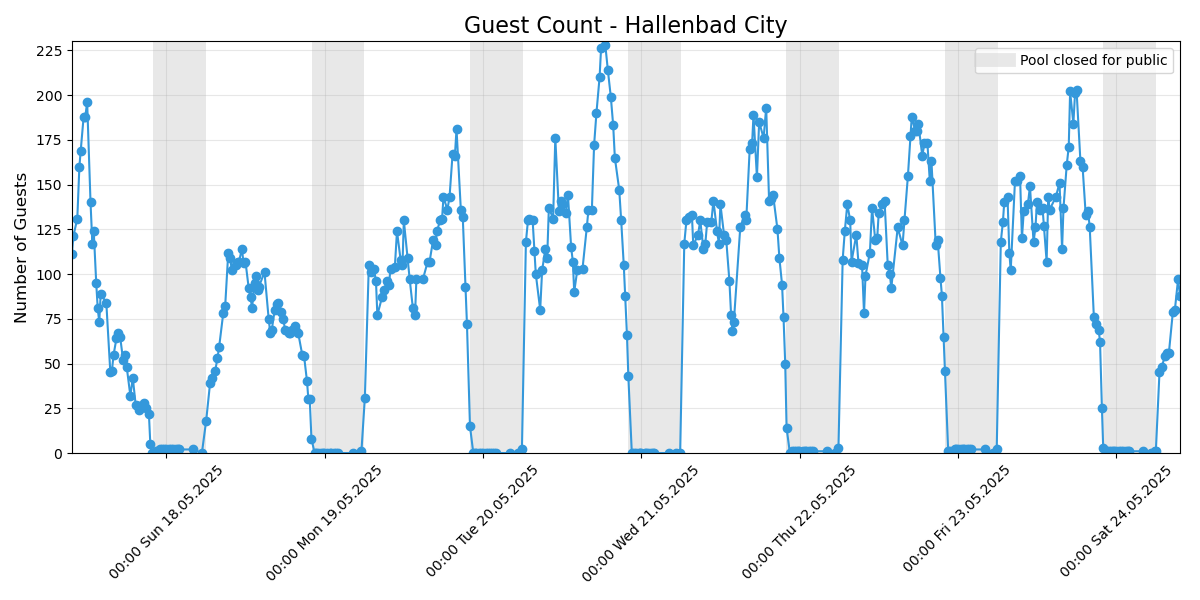 Guest Count - Hallenbad City
Number of Guests
225
200
175
150
125
100
75
50
25
0
Pool closed for public
00:00 Sun 18.05.2025
00:00 Mon 19.05.2025
00:00 Tue 20.05.2025
00:00 Wed 21.05.2025
00:00 Thu 22.05.2025
00:00 Fri 23.05.2025
00:00 Sat 24.05.2025